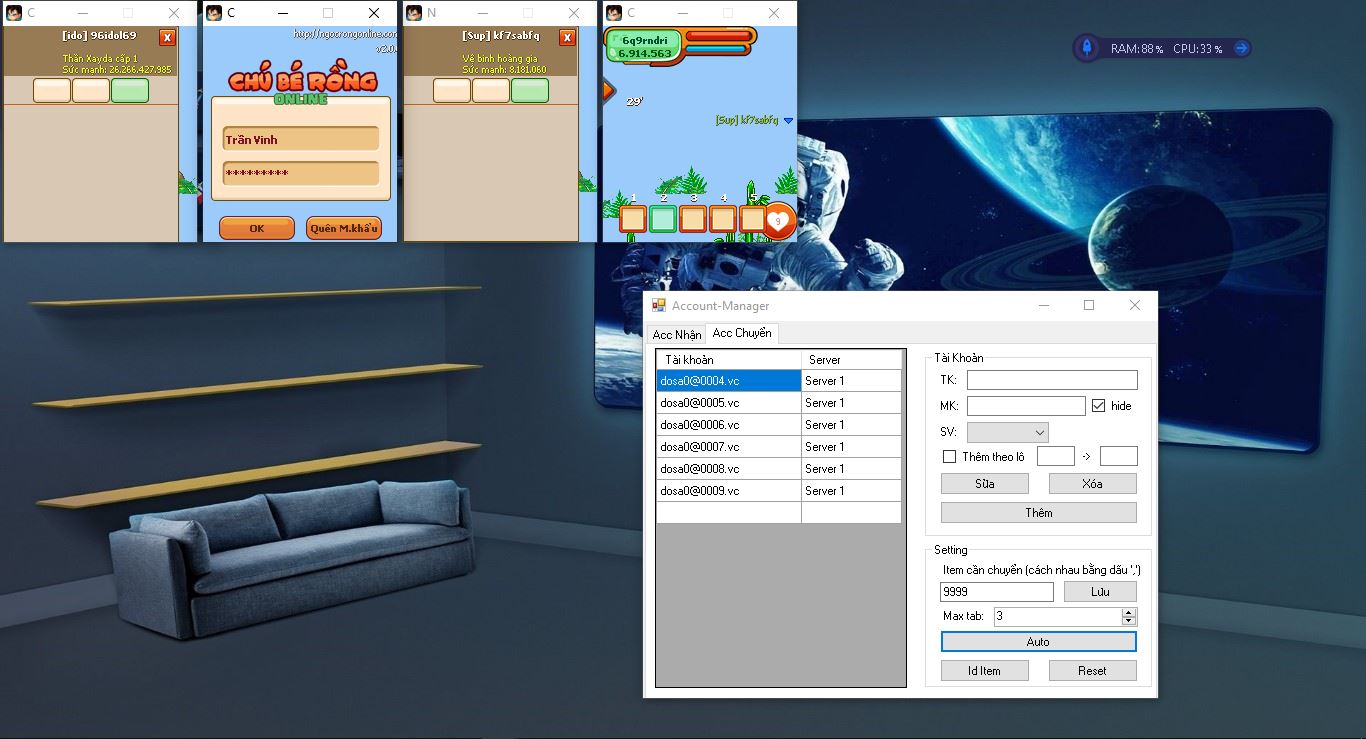 C
[ido] 96idol69
X
Thần Xayda cấp 1
Sức mạnh: 26.266.427.985
C
http://ngocrongonline.com
v2.0.
CHÚ BÉ RỒNG
ONLINE
Trần Vinh
*********
OK
Quên M.khẩu
N
[Sup] kf7sabfq
X
Vệ binh hoàng gia
Sức mạnh: 8.181.060
C
6q9rndri
6.914.563
29'
[Sup] kf7sabfq
1 2 3 4 5
9
RAM: 88% CPU: 33%
Account-Manager
Acc Nhận Acc Chuyển
Tài khoản Server
dosa0@0004.vc Server 1
dosa0@0005.vc Server 1
dosa0@0006.vc Server 1
dosa0@0007.vc Server 1
dosa0@0008.vc Server 1
dosa0@0009.vc Server 1
Tài Khoản
TK:
MK: hide
SV:
Thêm theo lô ->
Sửa Xóa
Thêm
Setting
Item cần chuyển (cách nhau bằng dấu ',')
9999 Lưu
Max tab: 3
Auto
Id Item Reset